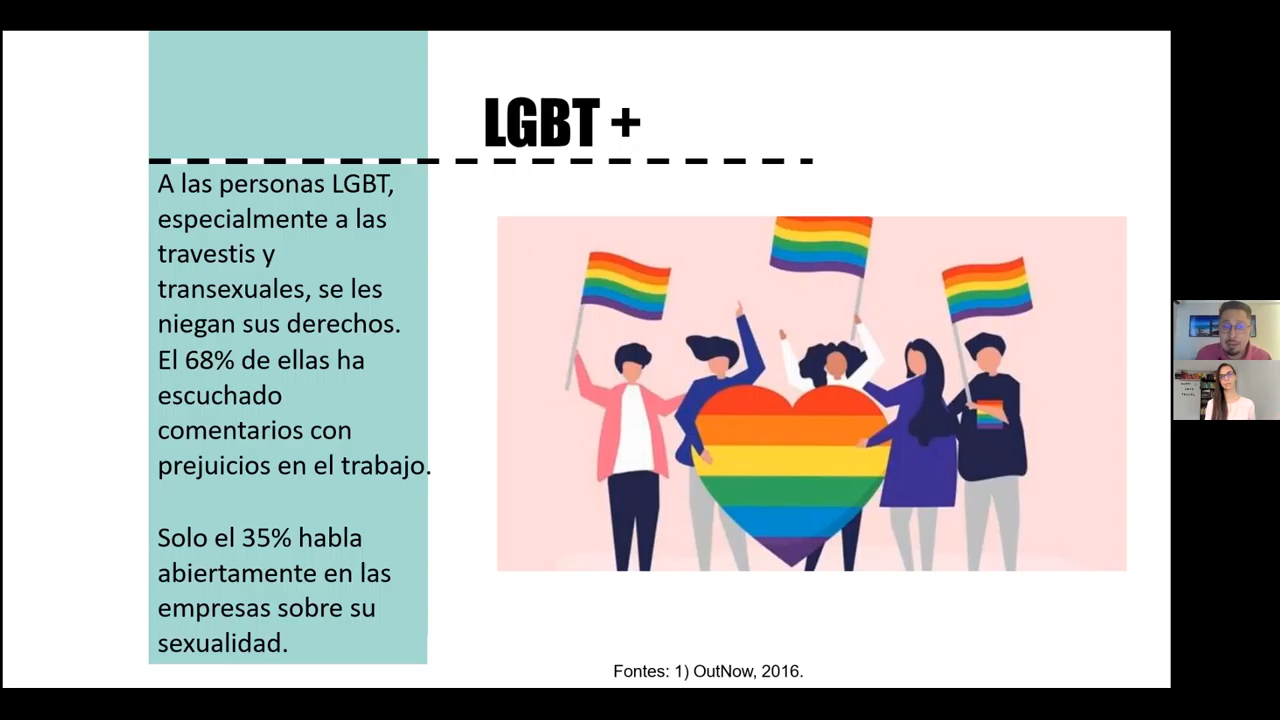 LGBT +
A las personas LGBT,
especialmente a las
travestis y
transexuales, se les
niegan sus derechos.
El 68% de ellas ha
escuchado
comentarios con
prejuicios en el trabajo.
Solo el 35% habla
abiertamente en las
empresas sobre su
sexualidad.
Fontes: 1) OutNow, 2016.